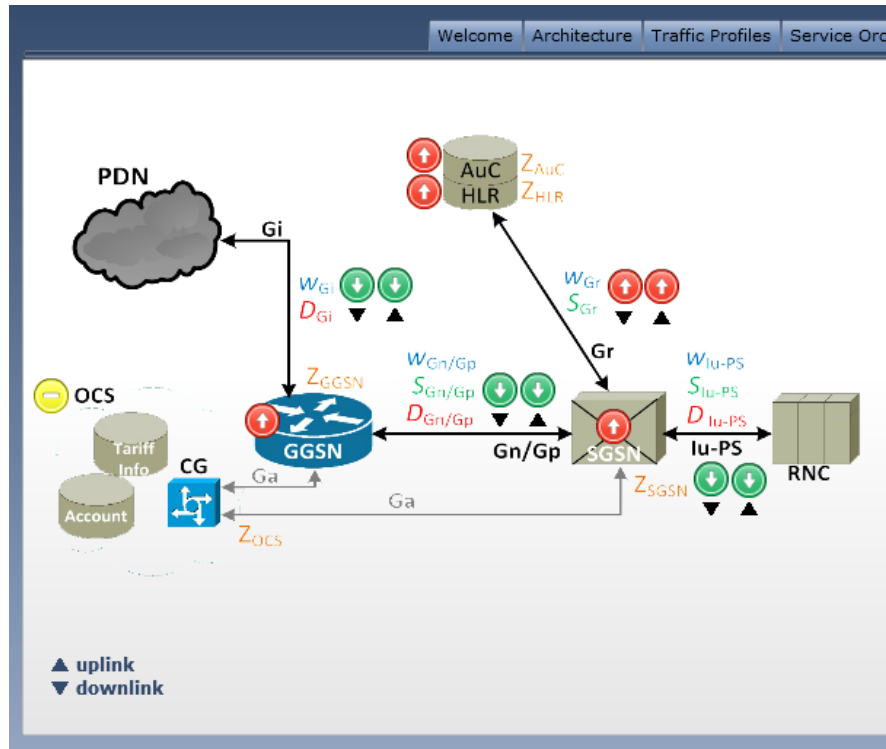 Welcome
Architecture
Traffic Profiles
Service Orc
PDN
Gi
AuC
HLR
ZAuC
ZHLR
wGi
DGi
wGr
SGr
Gr
ZGGSN
GGSN
wGn/Gp
SGn/Gp
DGn/Gp
Gn/Gp
SGSN
wIu-PS
SIu-PS
DIu-PS
Iu-PS
RNC
ZSGSN
OCS
Tariff
Info
Account
CG
Ga
Ga
ZOCS
▲ uplink
▼ downlink